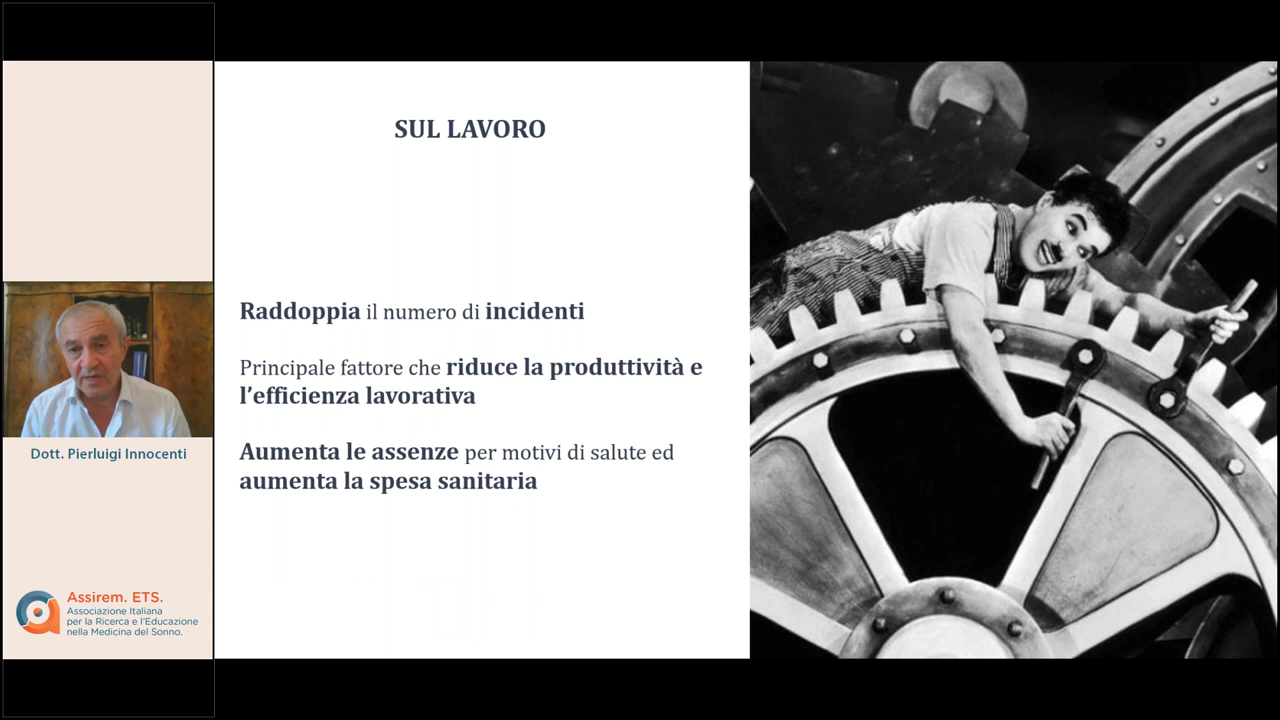 SUL LAVORO
Raddoppia il numero di incidenti
Principale fattore che riduce la produttività e
l’efficienza lavorativa
Aumenta le assenze per motivi di salute ed
aumenta la spesa sanitaria
Dott. Pierluigi Innocenti
Assirem. ETS.
Associazione Italiana
per la Ricerca e l'Educazione
nella Medicina del Sonno.